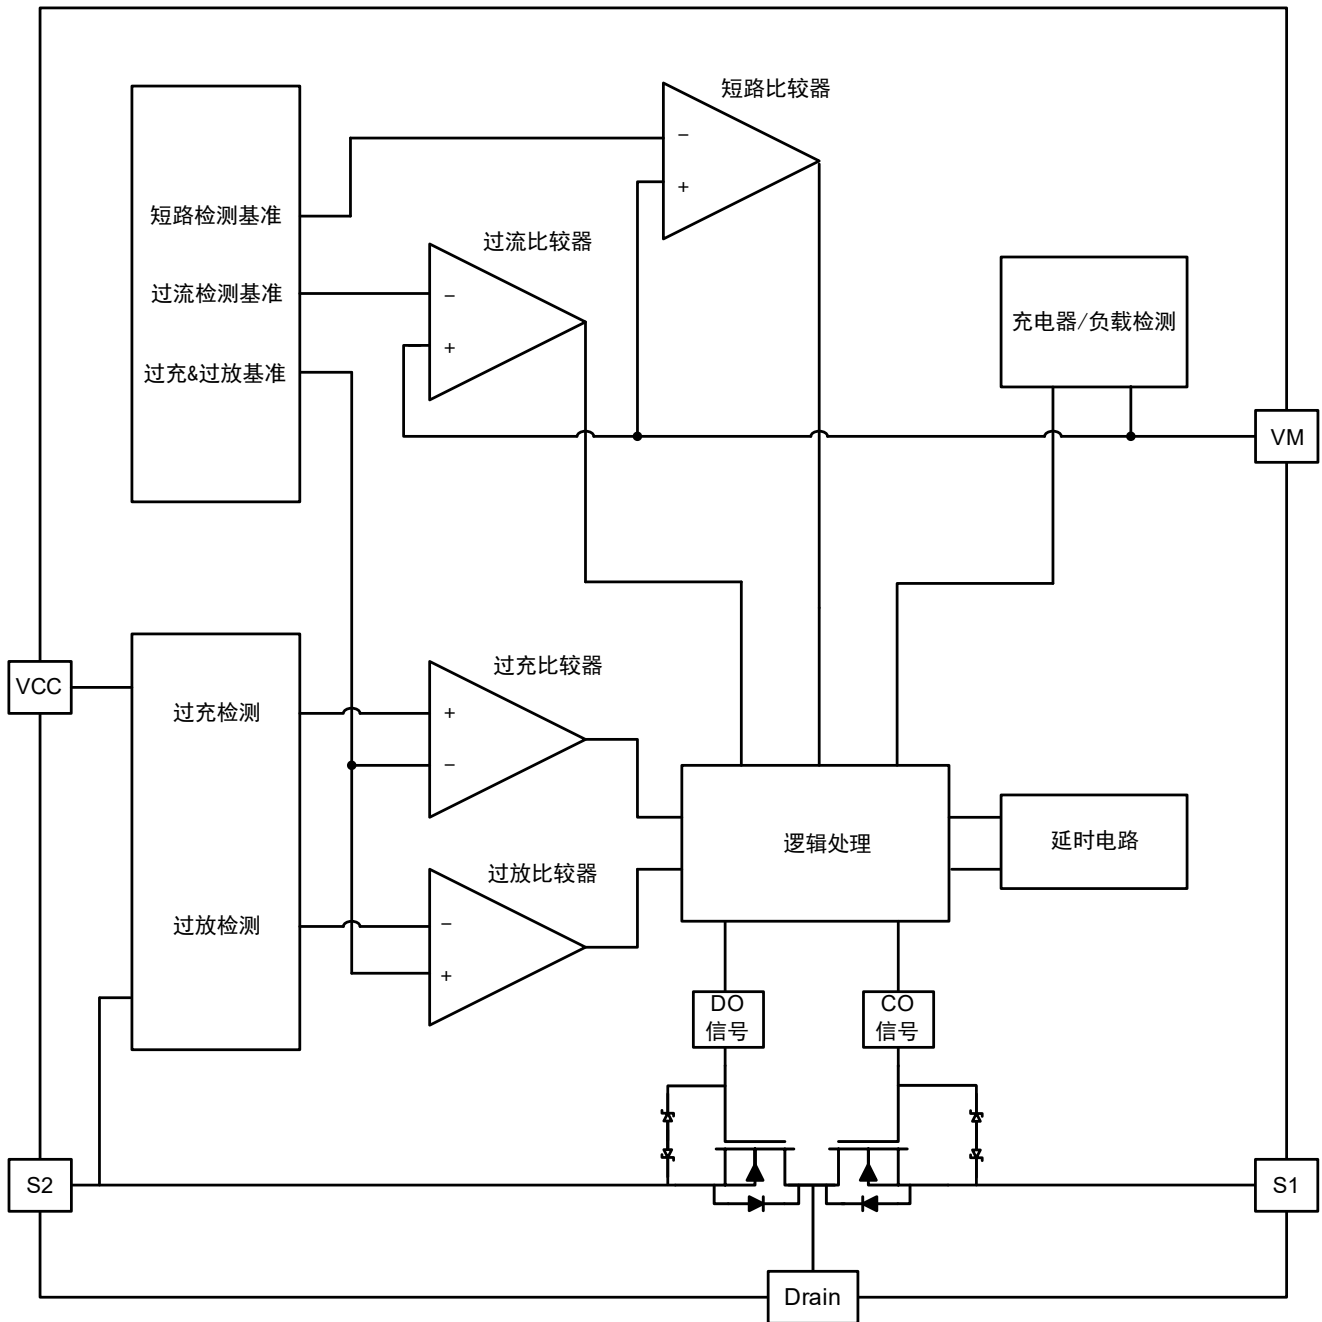 短路比较器
短路检测基准
−
+
过流比较器
过流检测基准
−
+
过充&过放基准
充电器/负载检测
VM
VCC
过充检测
过充比较器
+
−
过放检测
过放比较器
−
+
逻辑处理
延时电路
DO
信号
CO
信号
S2
S1
Drain